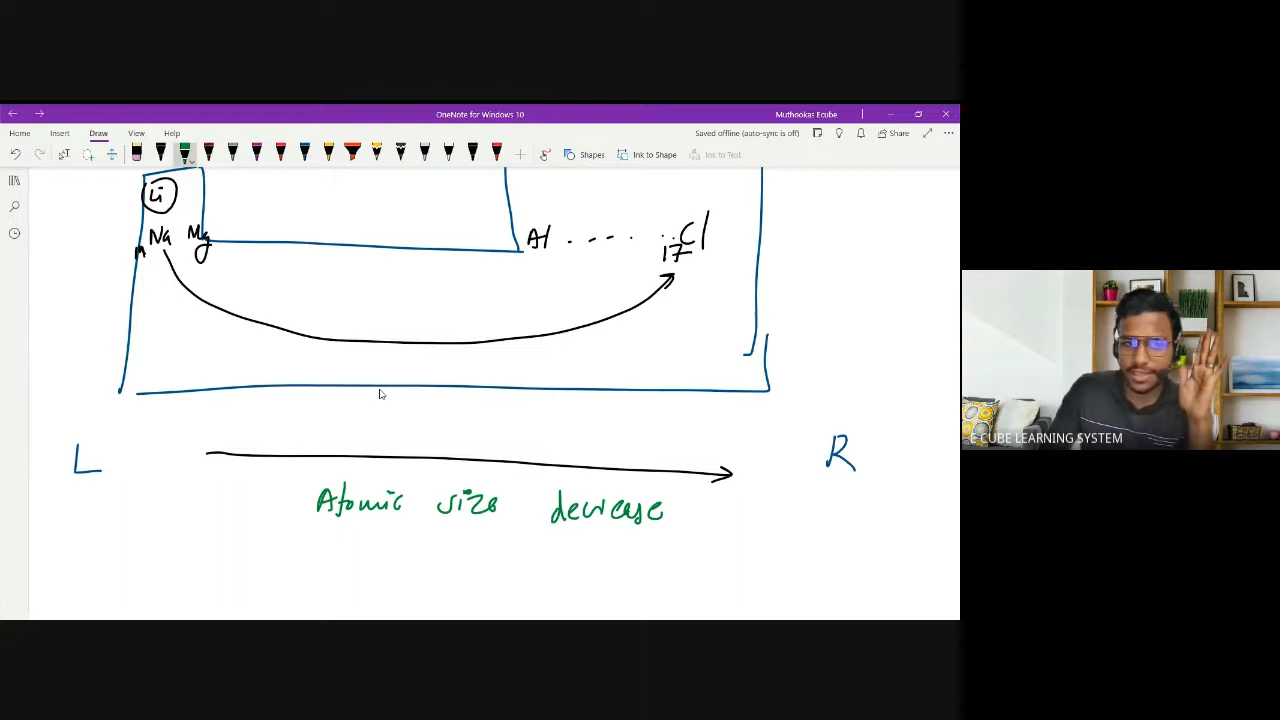 OneNote for Windows 10
Muthookas Ecube
Home Insert Draw View Help
Saved offline (auto-sync is off)
Share
Shapes
Ink to Shape
Ink to Text
Li
Na Mg Al . - - - . . . Cl
17
L R
Atomic size decrease
E CUBE LEARNING SYSTEM